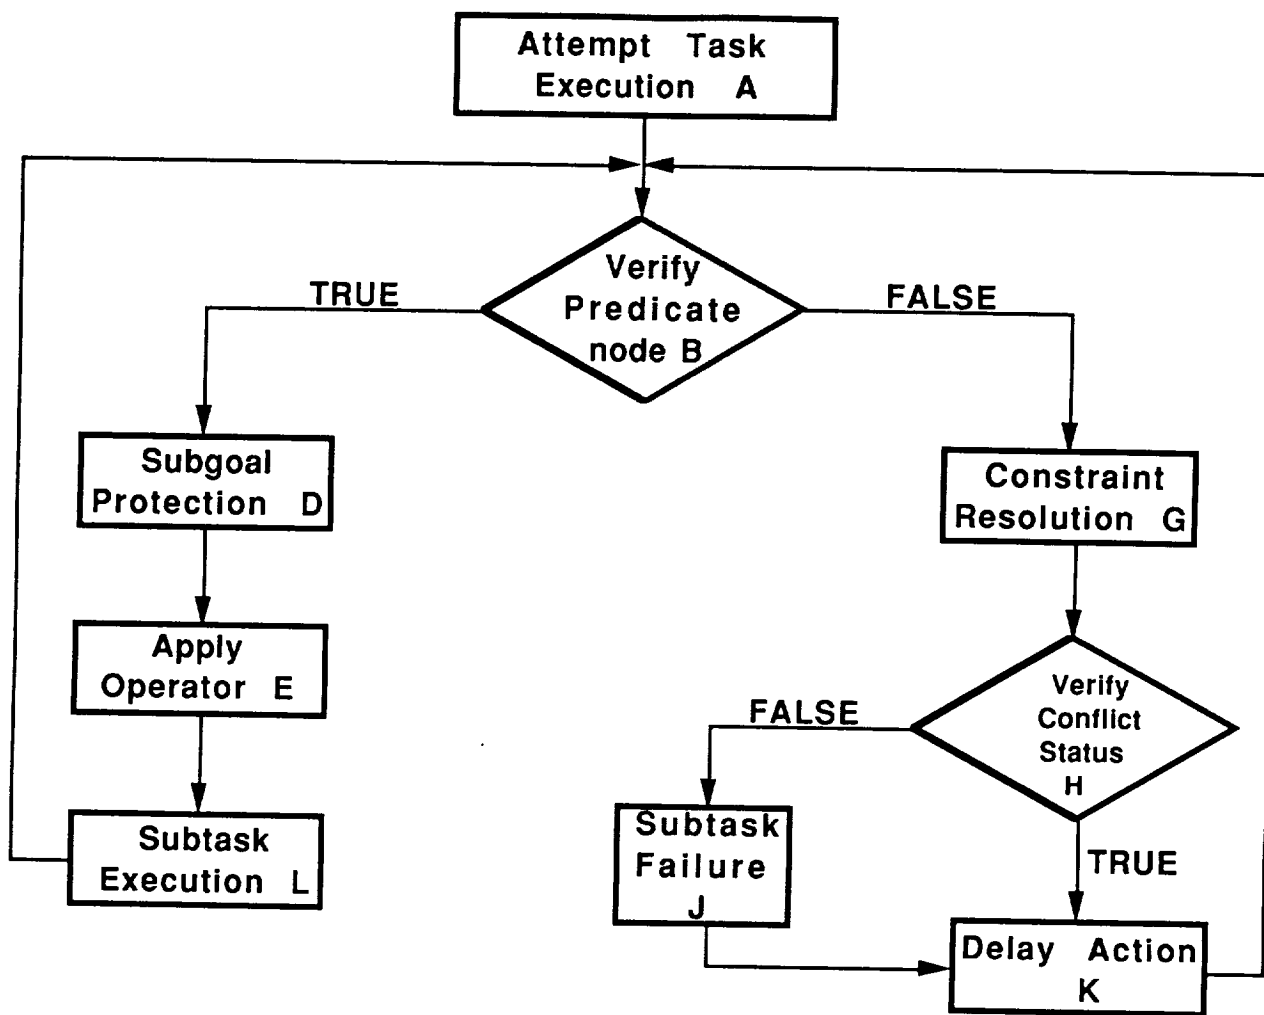 Attempt Task
Execution A
Verify
Predicate
node B
TRUE
FALSE
Subgoal
Protection D
Constraint
Resolution G
Apply
Operator E
Verify
Conflict
Status
H
FALSE
TRUE
Subtask
Execution L
Subtask
Failure
J
Delay Action
K